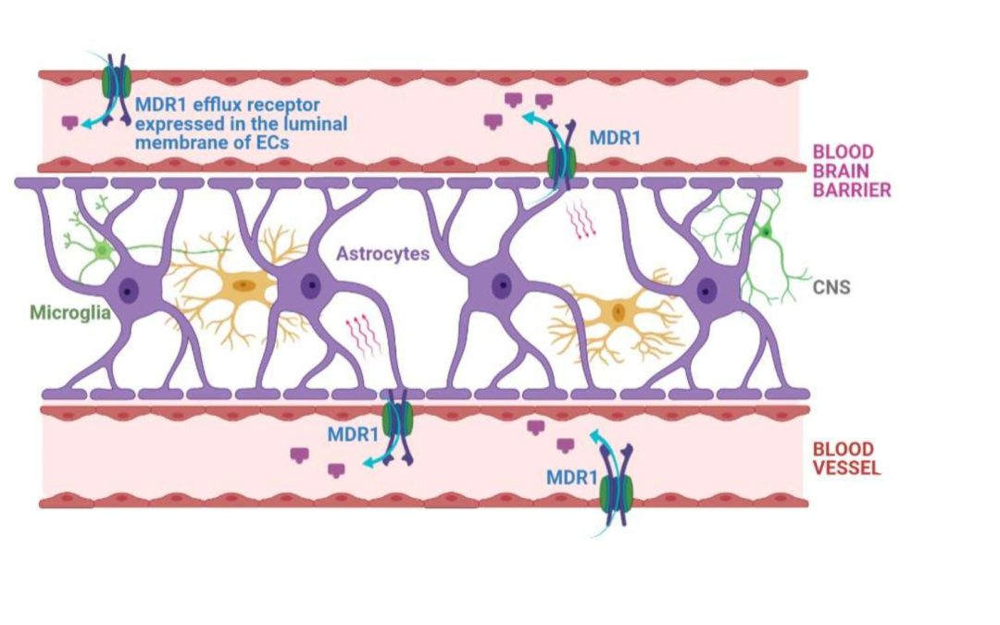 MDR1 efflux receptor
expressed in the luminal
membrane of ECs
MDR1
BLOOD
BRAIN
BARRIER
Astrocytes
CNS
Microglia
MDR1
BLOOD
VESSEL
MDR1